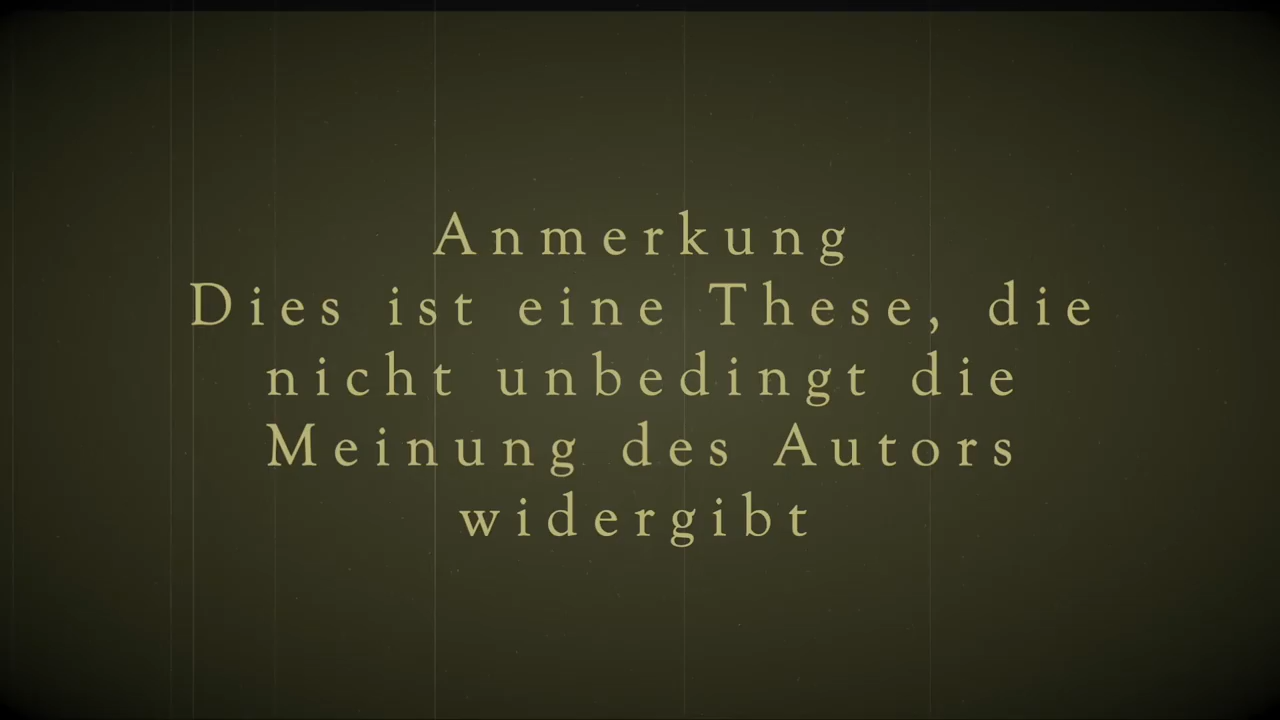 Anmerkung
Dies ist eine These, die
nicht unbedingt die
Meinung des Autors
widergibt